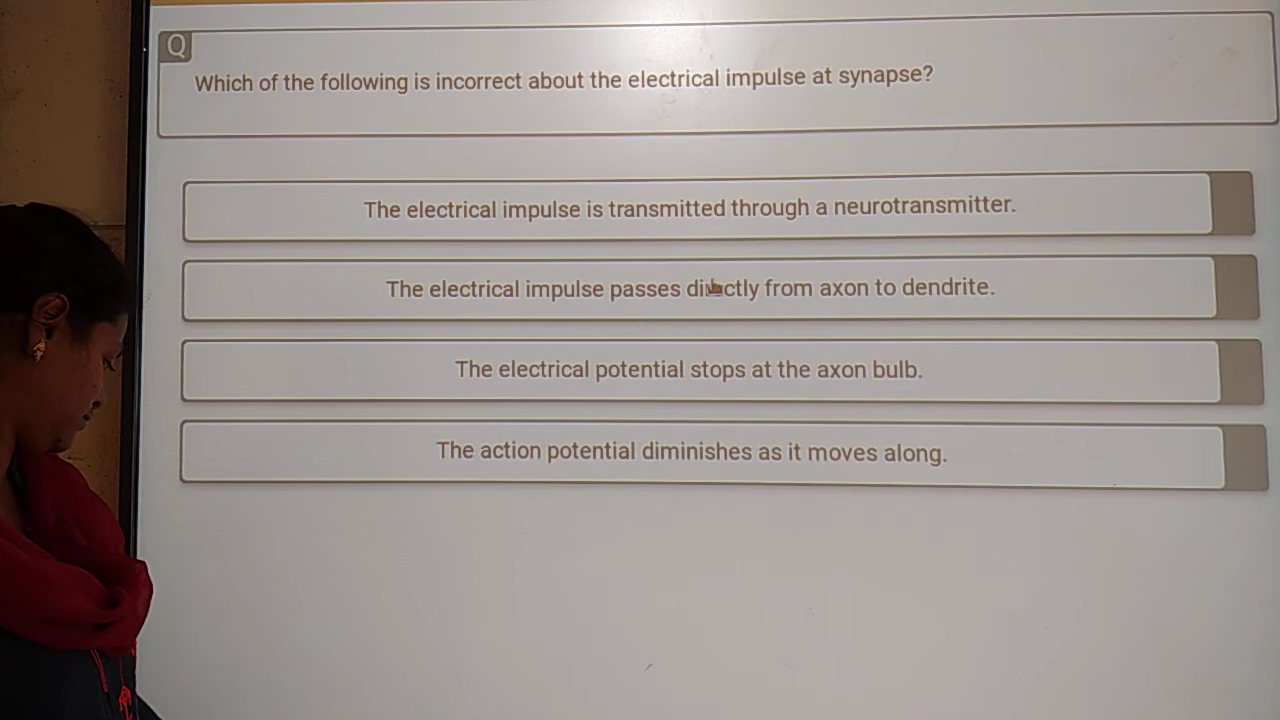 Q
Which of the following is incorrect about the electrical impulse at synapse?
The electrical impulse is transmitted through a neurotransmitter.
The electrical impulse passes directly from axon to dendrite.
The electrical potential stops at the axon bulb.
The action potential diminishes as it moves along.